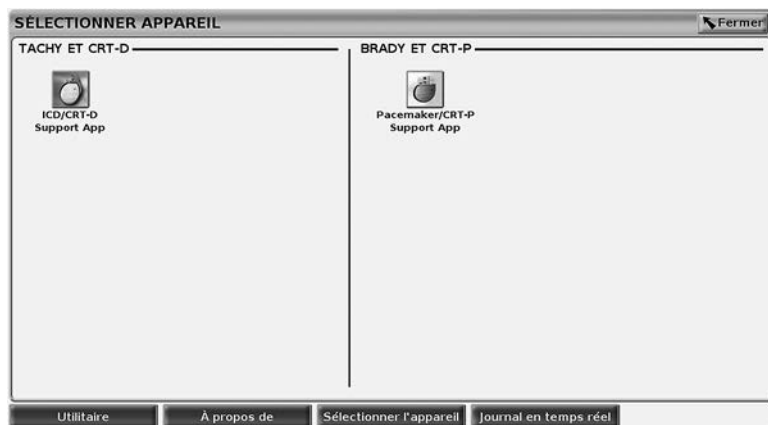 SÉLECTIONNER APPAREIL
Fermer
TACHY ET CRT-D
BRADY ET CRT-P
ICD/CRT-D
Support App
Pacemaker/CRT-P
Support App
Utilitaire
À propos de
Sélectionner l'appareil
Journal en temps réel